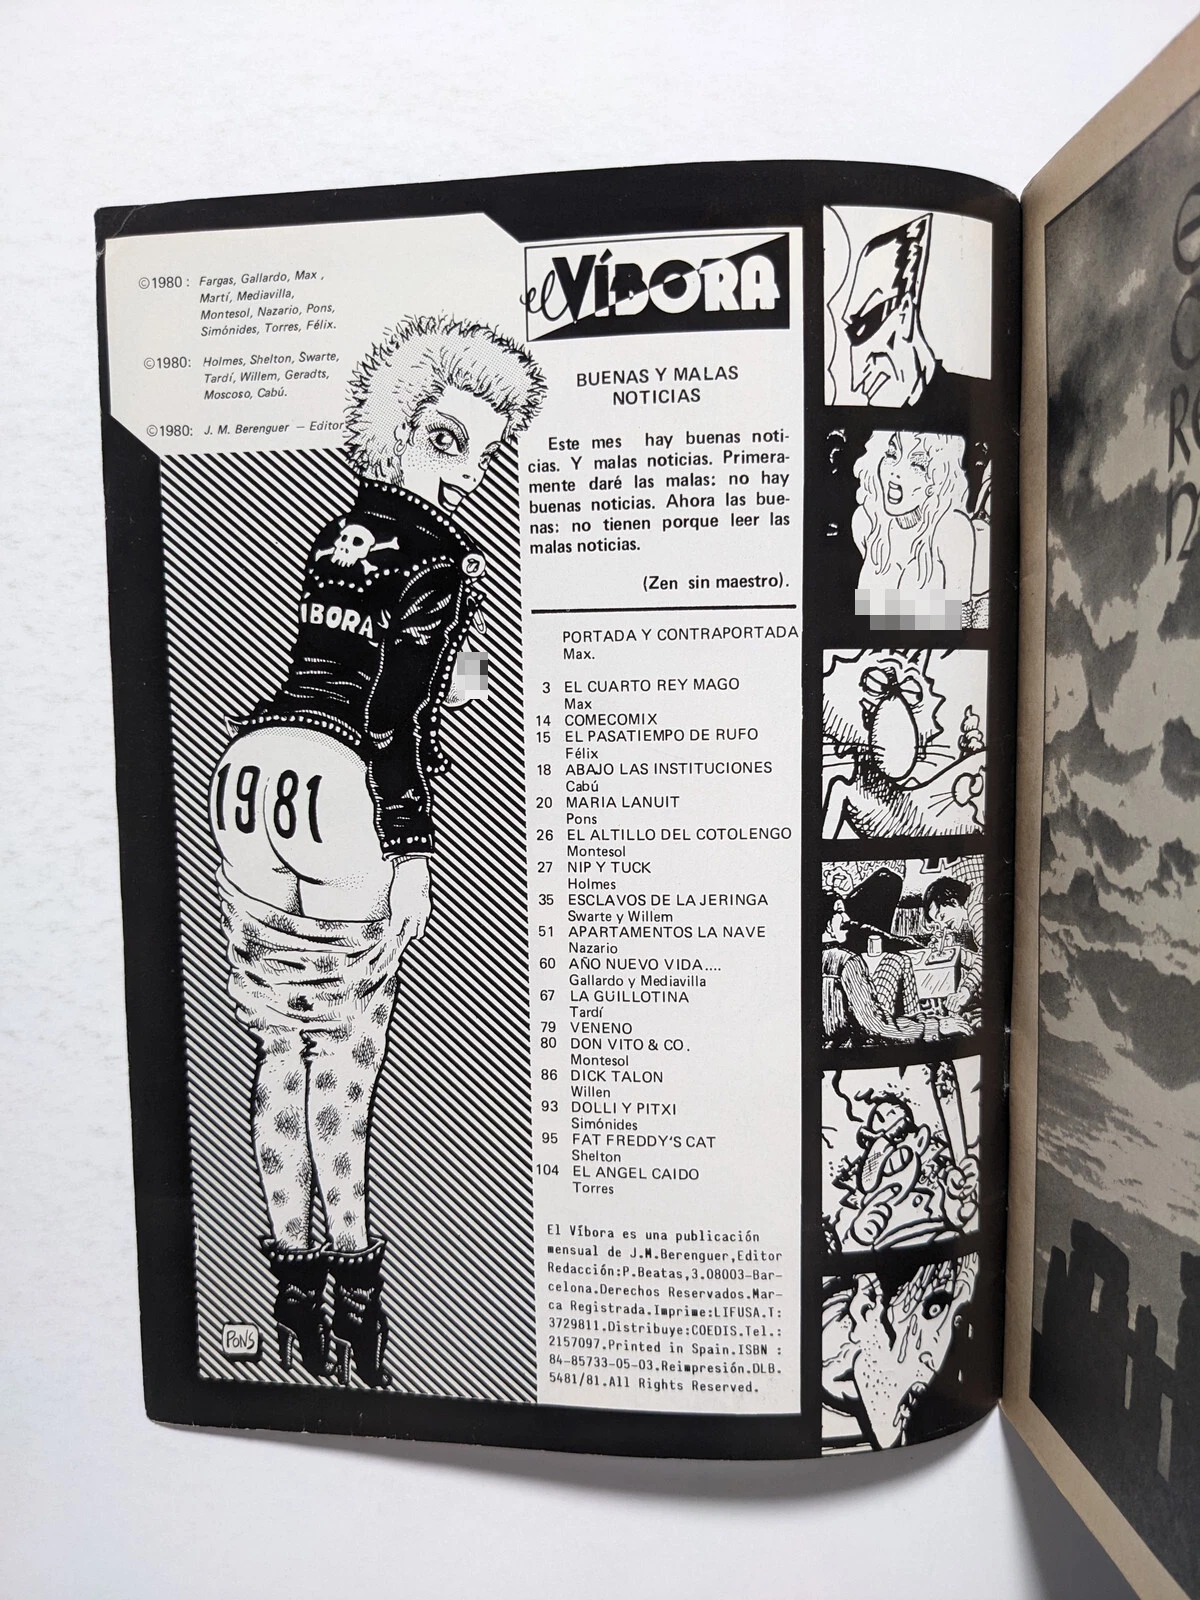 ©1980: Fargas, Gallardo, Max,
Martí, Mediavilla,
Montesol, Nazario, Pons,
Simónides, Torres, Félix.
©1980: Holmes, Shelton, Swarte,
Tardí, Willem, Geradts,
Moscoso, Cabú.
©1980: J. M. Berenguer — Editor
IBORA
1981
PONS
el VÍBORA
BUENAS Y MALAS
NOTICIAS
Este mes hay buenas noti-
cias. Y malas noticias. Primera-
mente daré las malas: no hay
buenas noticias. Ahora las bue-
nas: no tienen porque leer las
malas noticias.
(Zen sin maestro).
PORTADA Y CONTRAPORTADA
Max.
3 EL CUARTO REY MAGO
Max
14 COMECOMIX
15 EL PASATIEMPO DE RUFO
Félix
18 ABAJO LAS INSTITUCIONES
Cabú
20 MARIA LANUIT
Pons
26 EL ALTILLO DEL COTOLENGO
Montesol
27 NIP Y TUCK
Holmes
35 ESCLAVOS DE LA JERINGA
Swarte y Willem
51 APARTAMENTOS LA NAVE
Nazario
60 AÑO NUEVO VIDA....
Gallardo y Mediavilla
67 LA GUILLOTINA
Tardí
79 VENENO
80 DON VITO & CO.
Montesol
86 DICK TALON
Willen
93 DOLLI Y PITXI
Simónides
95 FAT FREDDY'S CAT
Shelton
104 EL ANGEL CAIDO
Torres
El Víbora es una publicación
mensual de J.M.Berenguer,Editor
Redacción:P.Beatas,3.08003-Bar-
celona.Derechos Reservados.Mar-
ca Registrada.Imprime:LIFUSA.T:
3729811.Distribuye:COEDIS.Tel.:
2157097.Printed in Spain.ISBN :
84-85733-05-03.Reimpresión.DLB.
5481/81.All Rights Reserved.